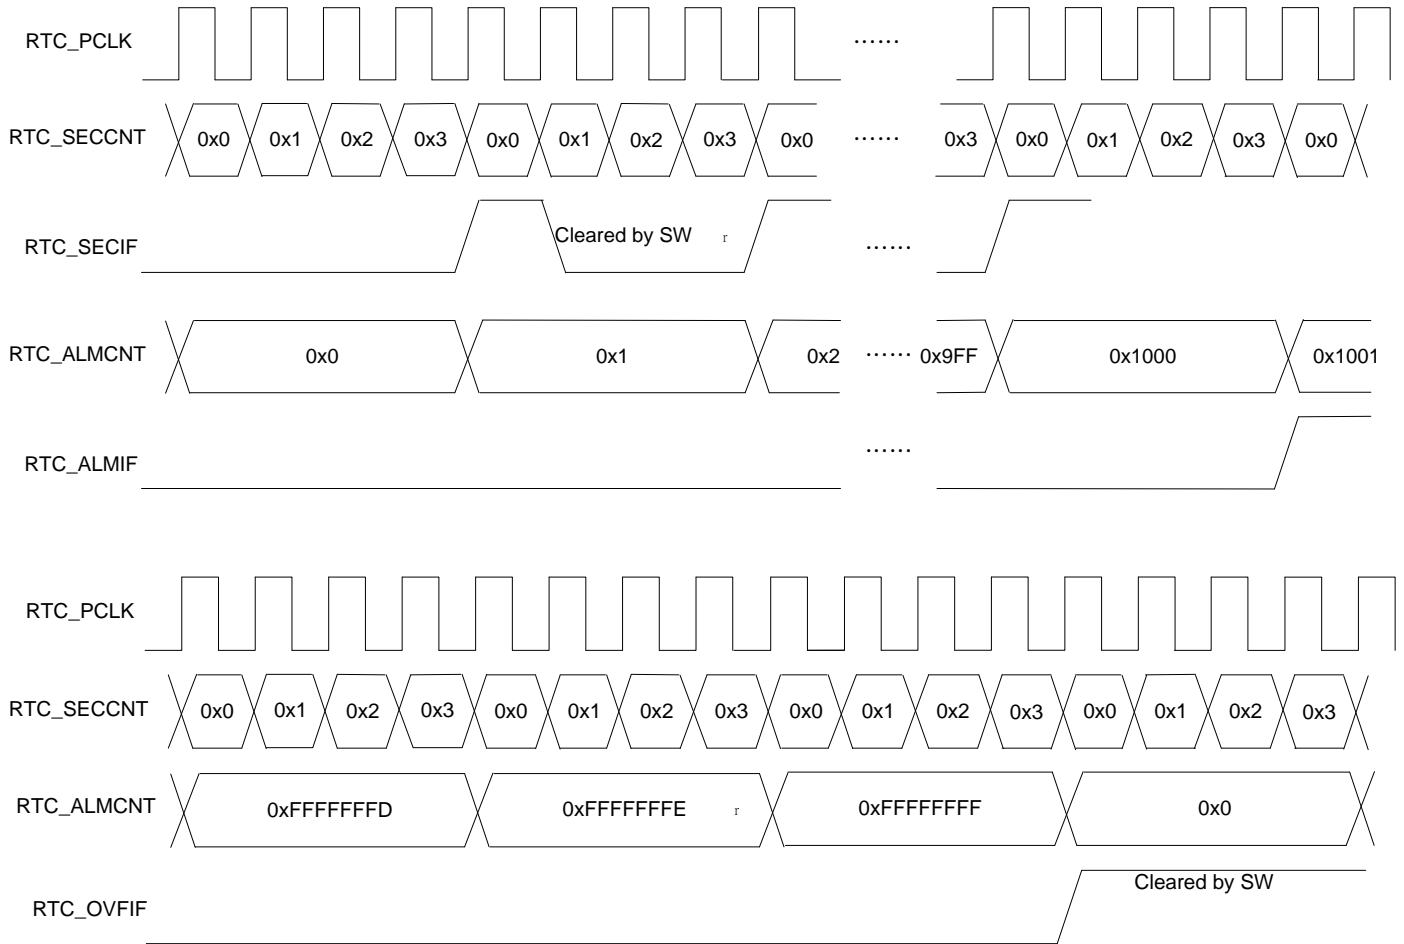 RTC_PCLK ······
RTC_SECCNT 0x0 0x1 0x2 0x3 0x0 0x1 0x2 0x3 0x0 ······ 0x3 0x0 0x1 0x2 0x3 0x0
RTC_SECIF Cleared by SW r ······
RTC_ALMCNT 0x0 0x1 0x2 ······ 0x9FF 0x1000 0x1001
RTC_ALMIF ······
RTC_PCLK
RTC_SECCNT 0x0 0x1 0x2 0x3 0x0 0x1 0x2 0x3 0x0 0x1 0x2 0x3 0x0 0x1 0x2 0x3
RTC_ALMCNT 0xFFFFFFFD 0xFFFFFFFE r 0xFFFFFFFF 0x0
RTC_OVFIF Cleared by SW